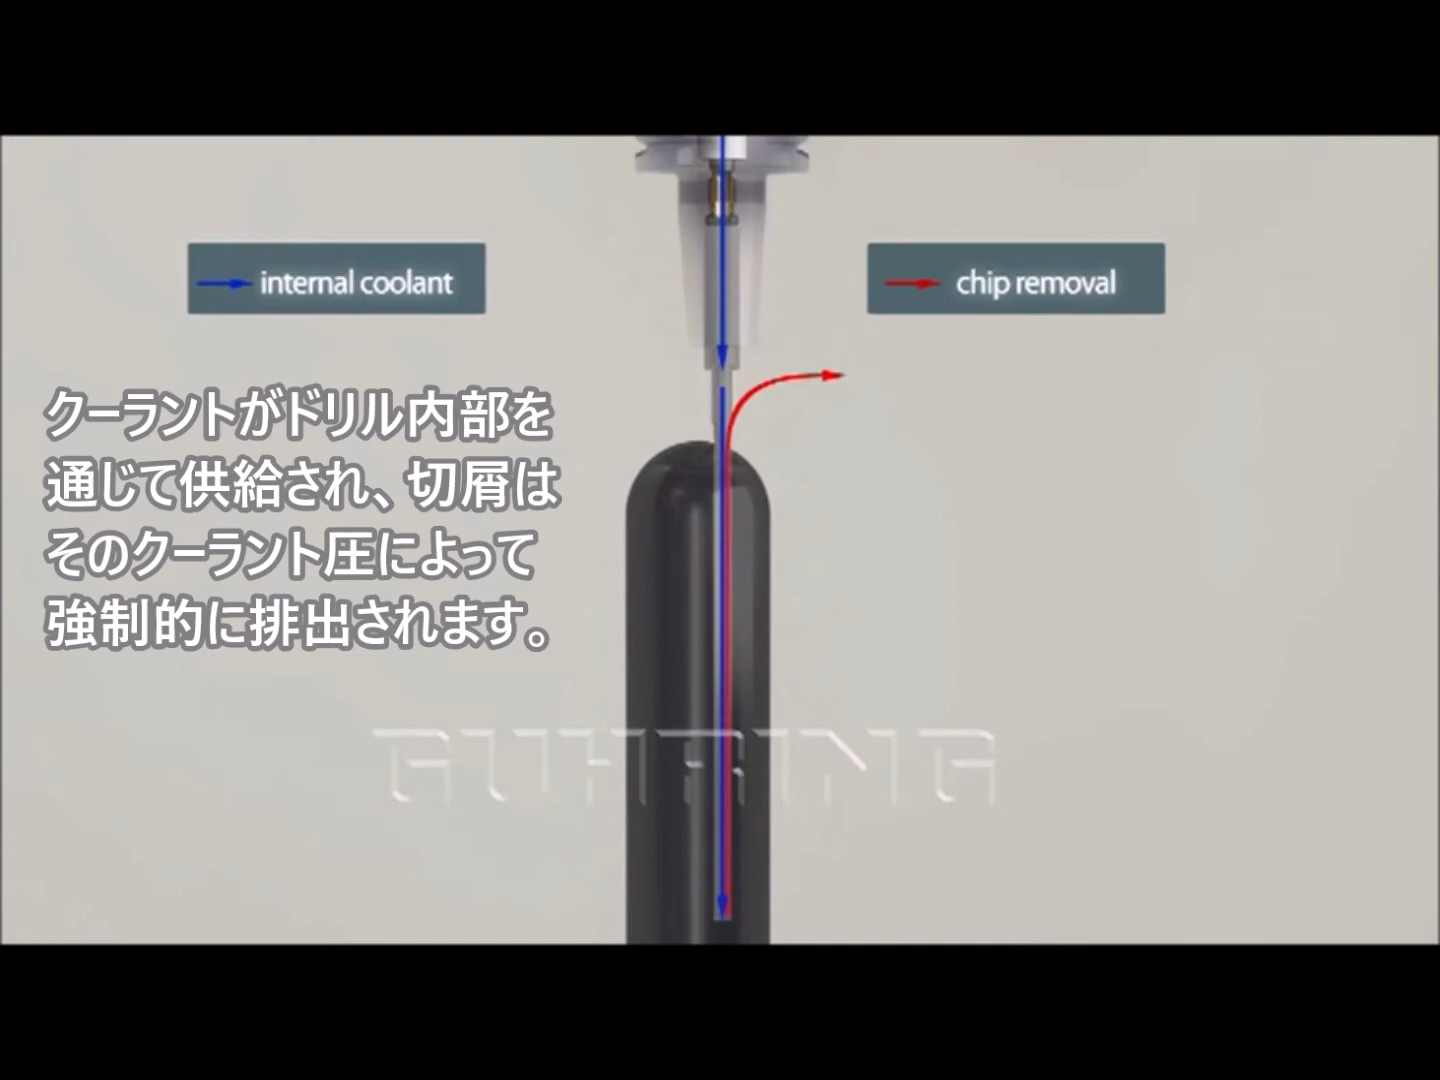 internal coolant
chip removal
クーラントがドリル内部を
通じて供給され、切屑は
そのクーラント圧によって
強制的に排出されます。
GUHRING